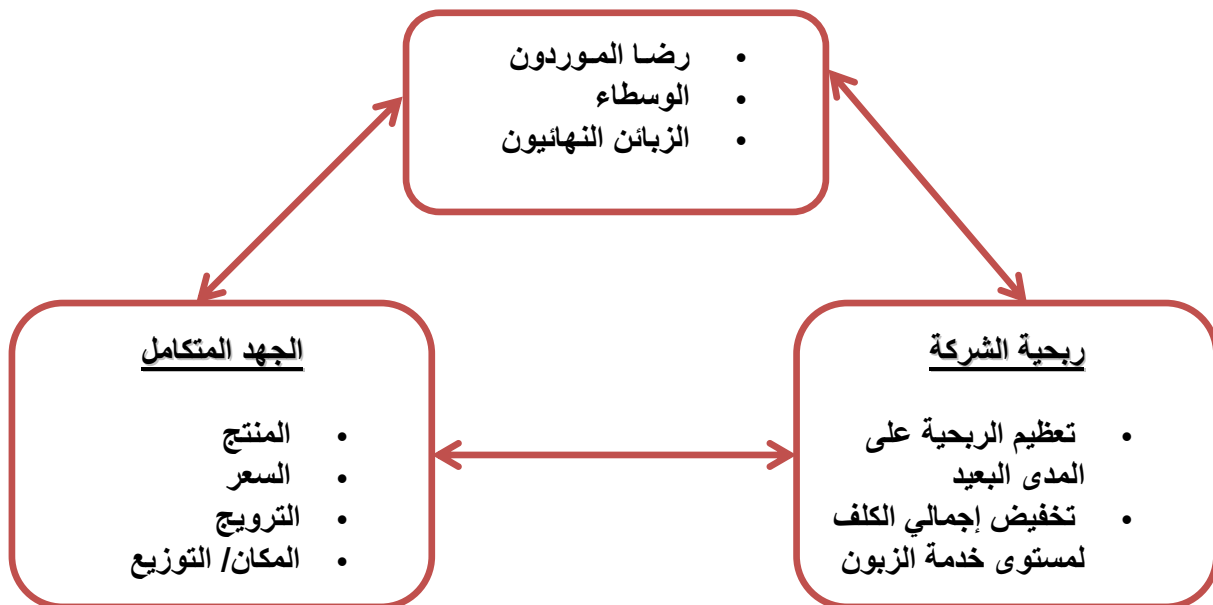 • رضا الموردون
• الوسطاء
• الزبائن النهائيون
ربحية الشركة
• تعظيم الربحية على
المدى البعيد
• تخفيض إجمالي الكلف
لمستوى خدمة الزبون
الجهد المتكامل
• المنتج
• السعر
• الترويج
• المكان/ التوزيع